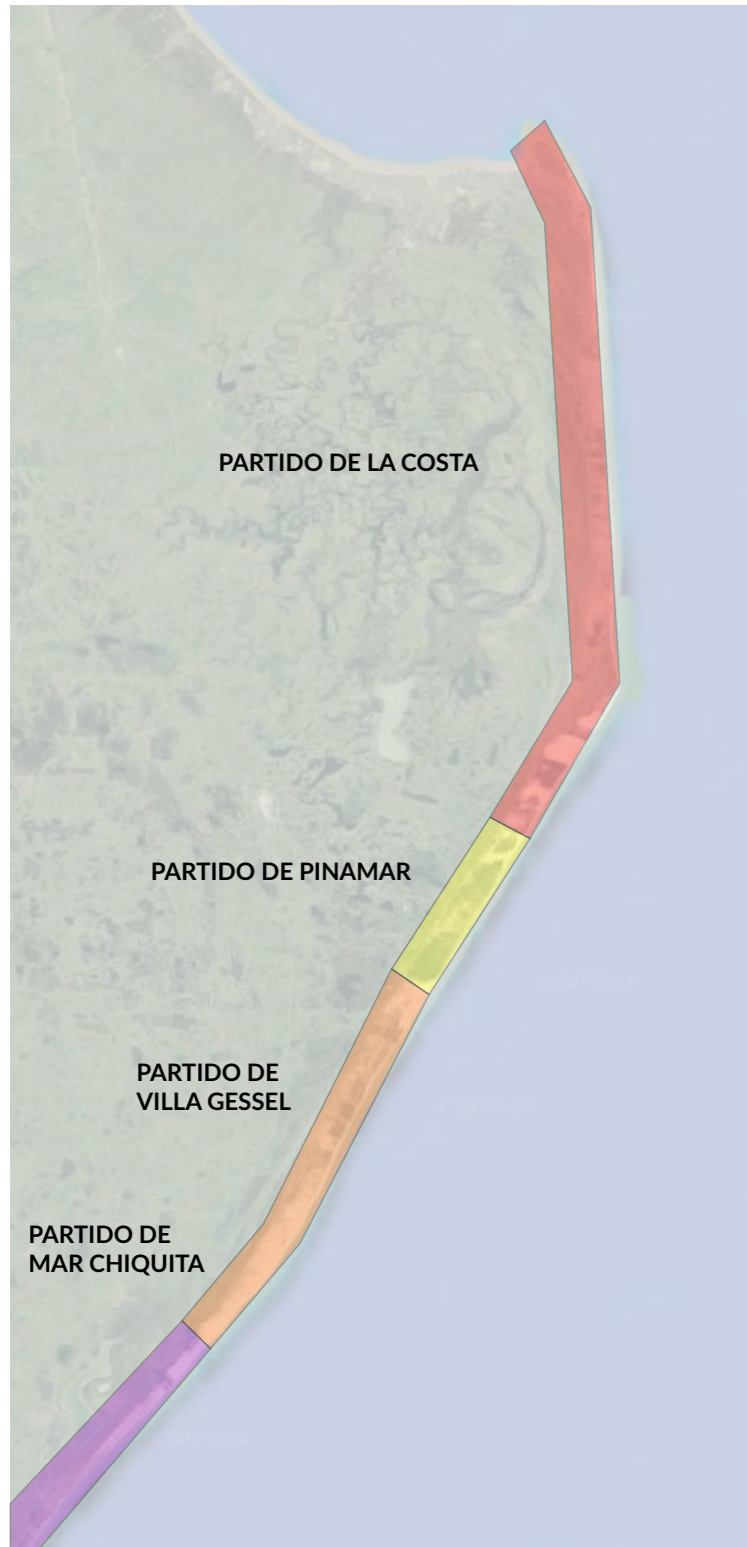 PARTIDO DE LA COSTA
PARTIDO DE PINAMAR
PARTIDO DE
VILLA GESSEL
PARTIDO DE
MAR CHIQUITA